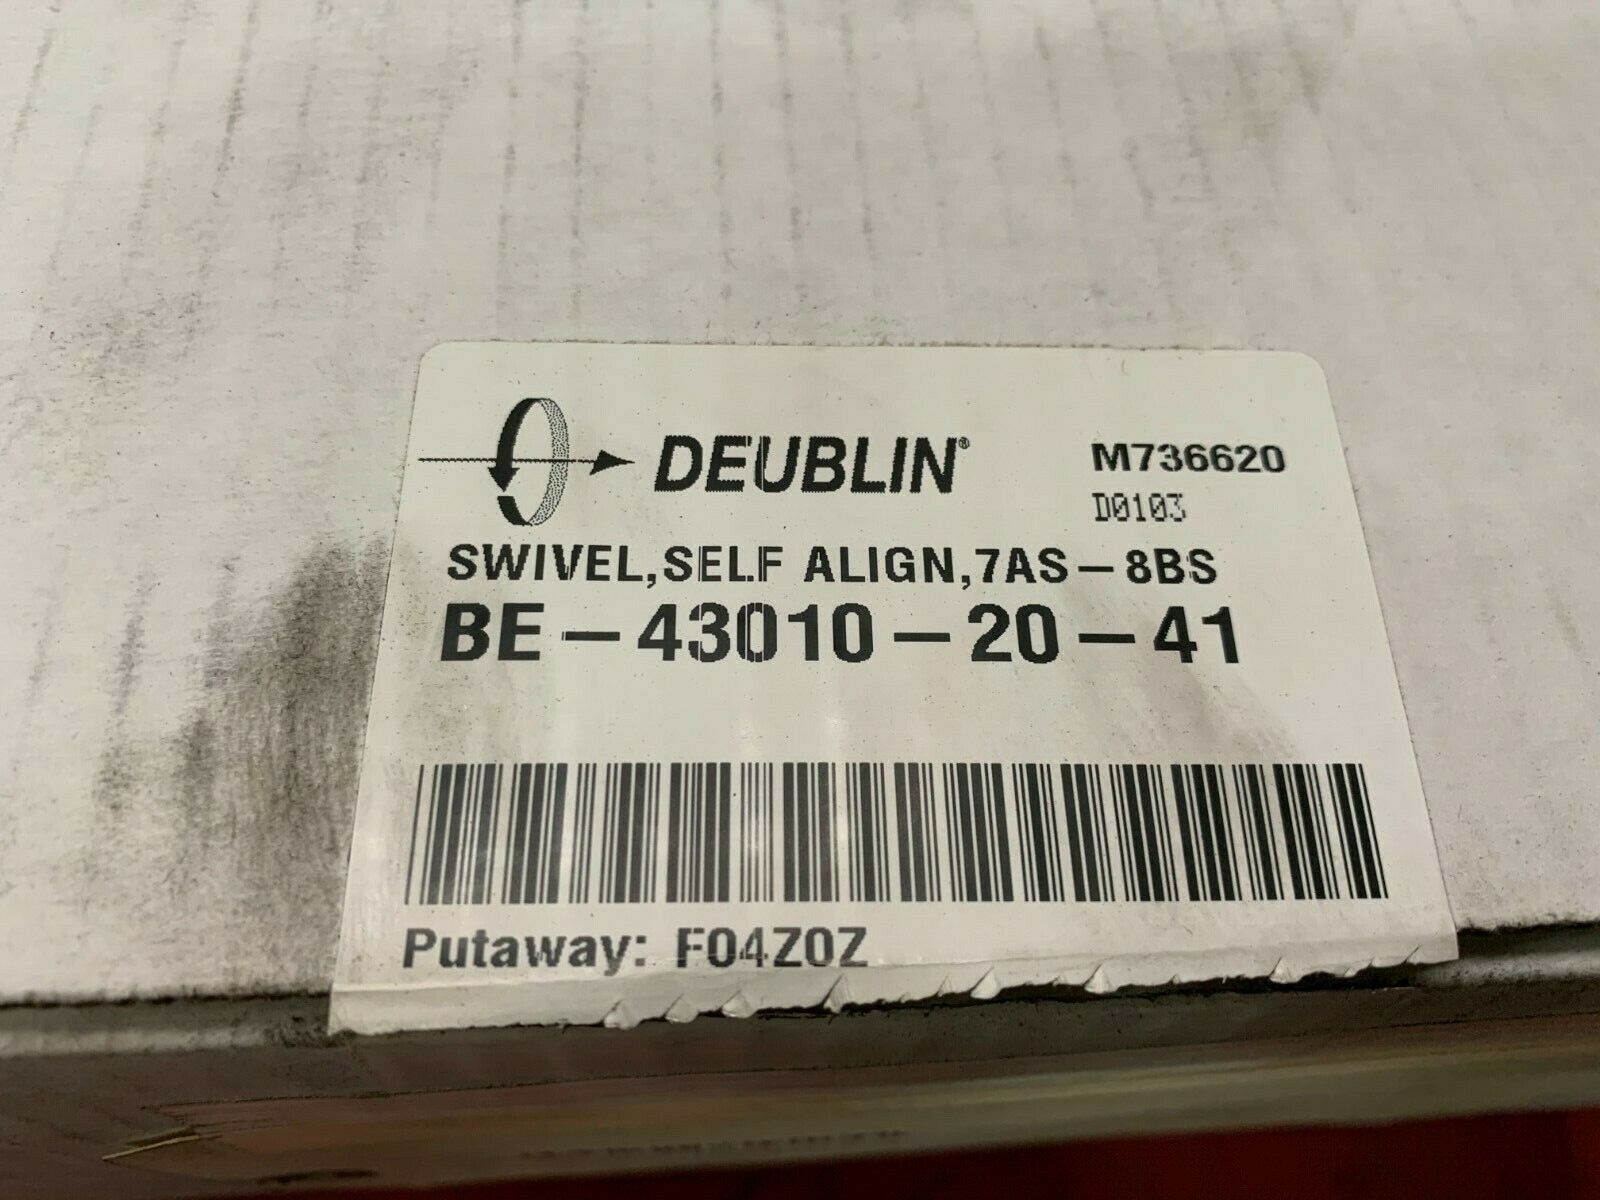 DEUBLIN®
M736620
D0103
SWIVEL,SELF ALIGN,7AS-8BS
BE-43010-20-41
Putaway: F04Z0Z